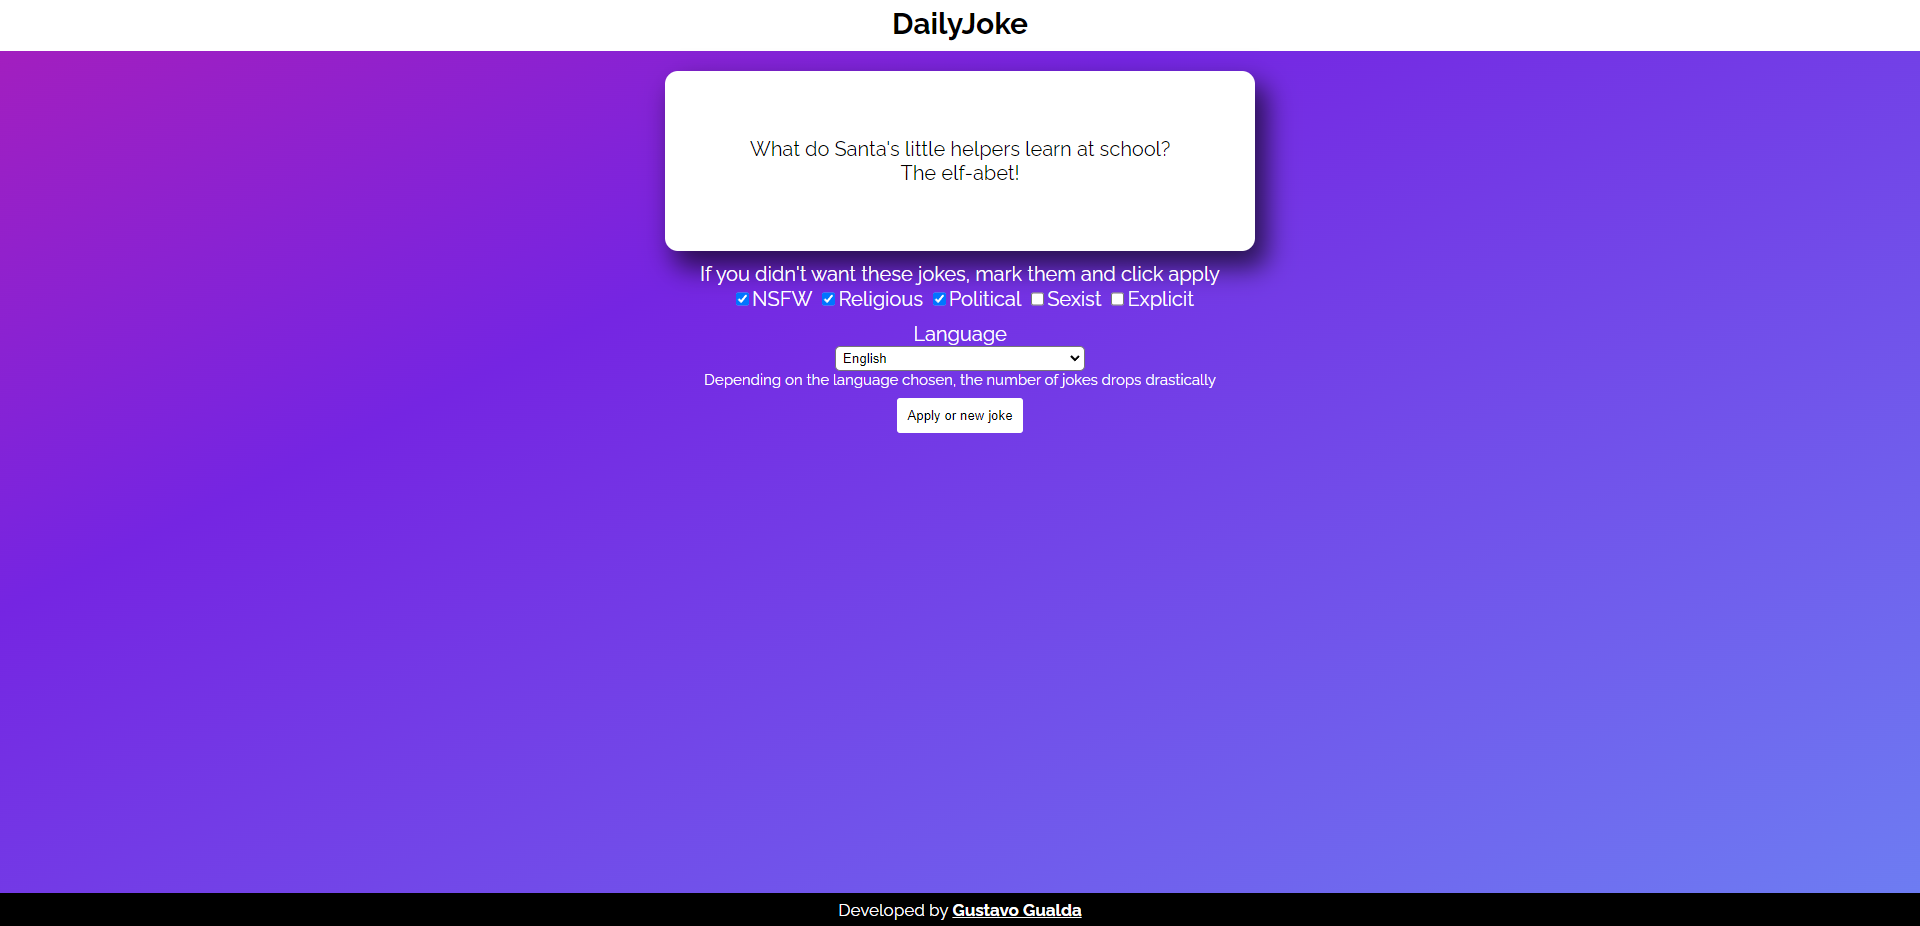 DailyJoke
What do Santa's little helpers learn at school?
The elf-abet!
If you didn't want these jokes, mark them and click apply
NSFW Religious Political Sexist Explicit
Language
English
Depending on the language chosen, the number of jokes drops drastically
Apply or new joke
Developed by Gustavo Gualda